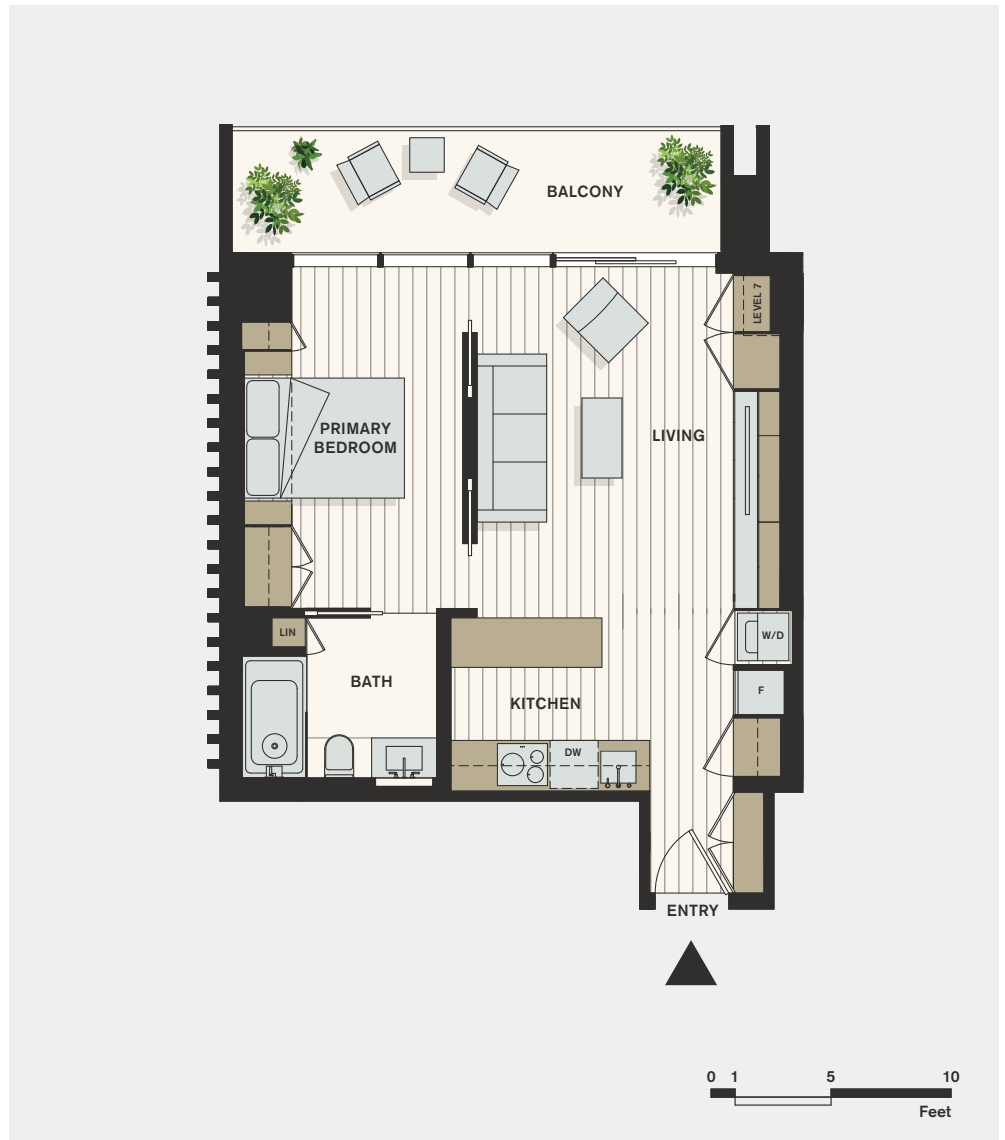 BALCONY
LEVEL 7
PRIMARY
BEDROOM
LIVING
LIN
W/D
BATH
F
KITCHEN
DW
ENTRY
0 1 5 10
Feet